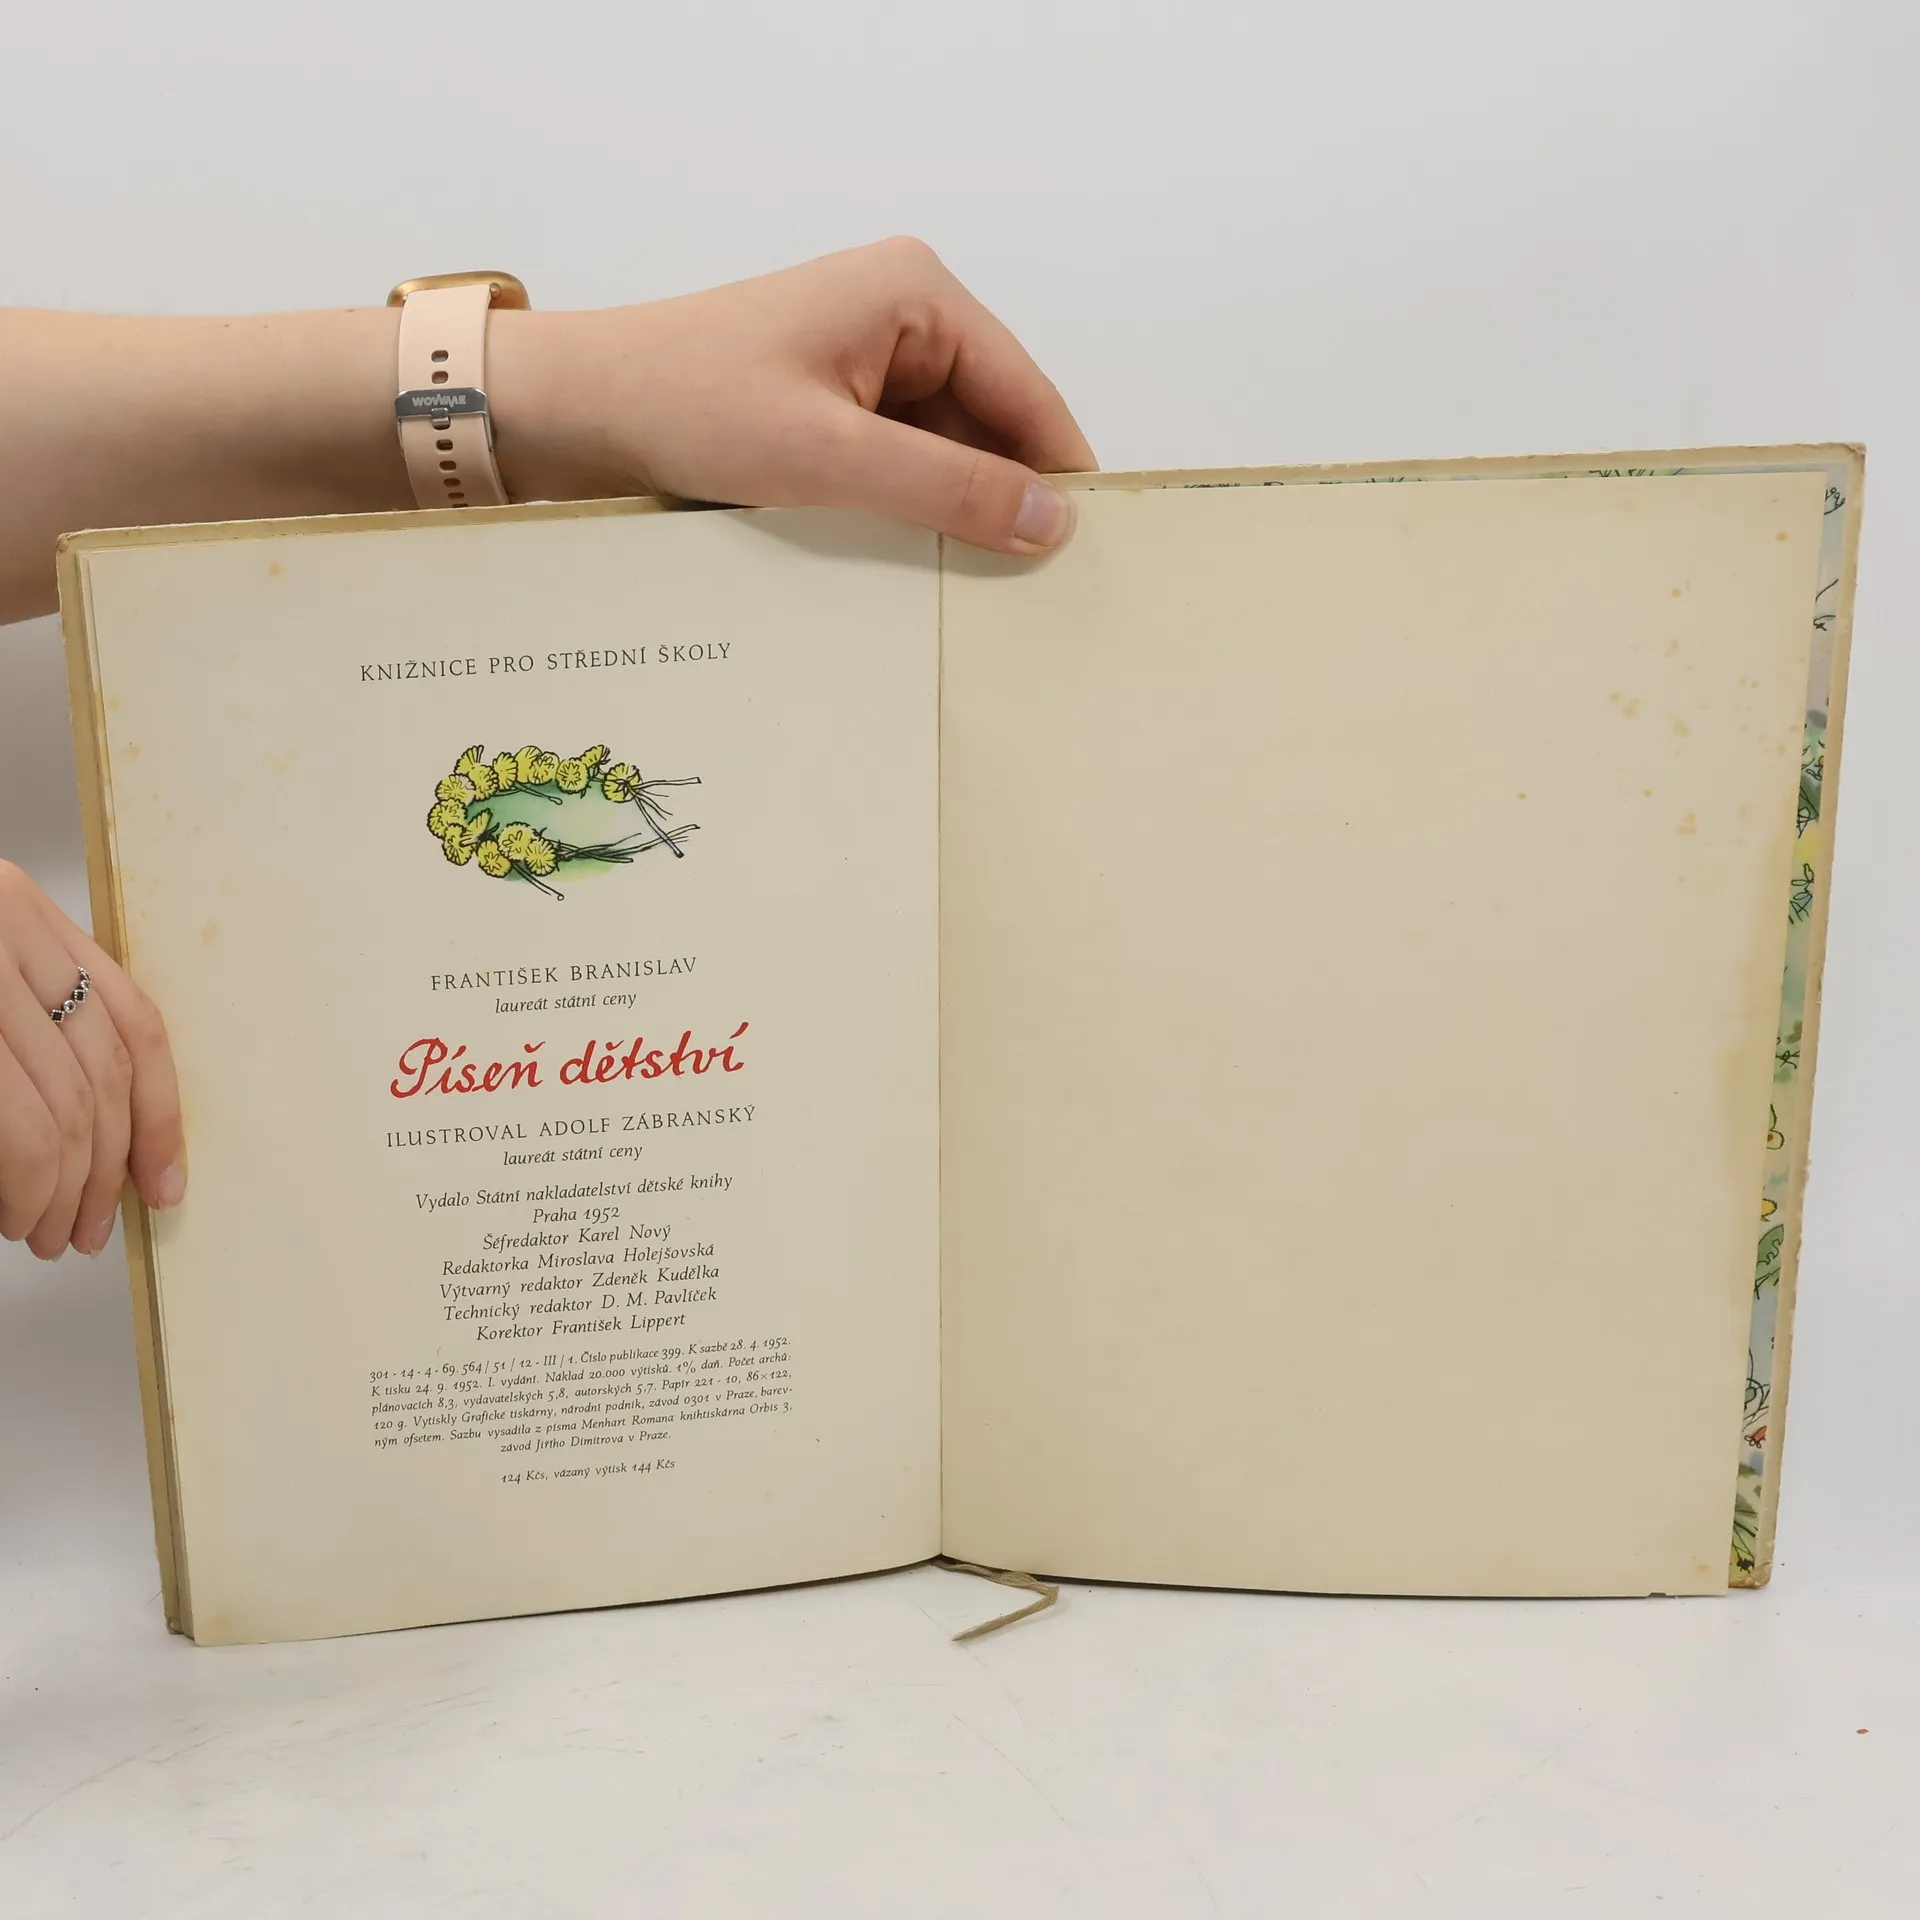 WOWME
KNIŽNICE PRO STŘEDNÍ ŠKOLY
FRANTIŠEK BRANISLAV
laureát státní ceny
Píseň dětství
ILUSTROVAL ADOLF ZÁBRANSKÝ
laureát státní ceny
Vydalo Státní nakladatelství dětské knihy
Praha 1952
Šéfredaktor Karel Nový
Redaktorka Miroslava Holejšovská
Výtvarný redaktor Zdeněk Kudělka
Technický redaktor D. M. Pavlíček
Korektor František Lippert
301 - 14 - 4 - 69. 564 / 51 / 12 - III / 1. Číslo publikace 399. K sazbě 28. 4. 1952.
K tisku 24. 9. 1952. I. vydání. Náklad 20.000 výtisků. 1% daň. Počet archů:
plánovacích 8,3, vydavatelských 5,8, autorských 5,7. Papír 221 - 10, 86×122,
120 g. Vytiskly Grafické tiskárny, národní podnik, závod 0301 v Praze, barev-
ným ofsetem. Sazbu vysadila z písma Menhart Romana knihtiskárna Orbis 3,
závod Jiřího Dimitrova v Praze.
124 Kčs, vázaný výtisk 144 Kčs